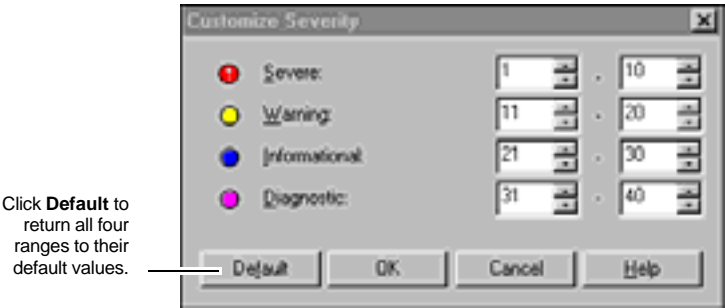 Customize Severity
Severe: 1 - 10
Warning: 11 - 20
Informational: 21 - 30
Diagnostic: 31 - 40
Click Default to
return all four
ranges to their
default values.
Default OK Cancel Help